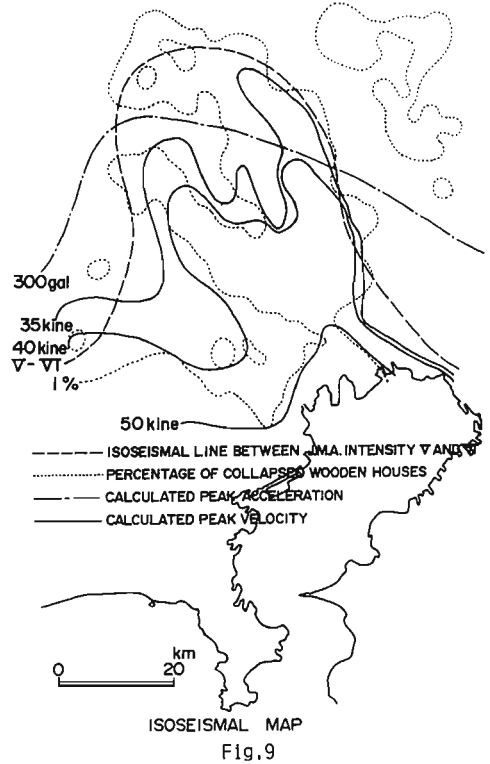 300gal
35kine
40kine
V-VI
1%
50kine
ISOSEISMAL LINE BETWEEN J.M.A. INTENSITY V AND VI
PERCENTAGE OF COLLAPSED WOODEN HOUSES
CALCULATED PEAK ACCELERATION
CALCULATED PEAK VELOCITY
km
0 20
ISOSEISMAL MAP
Fig.9